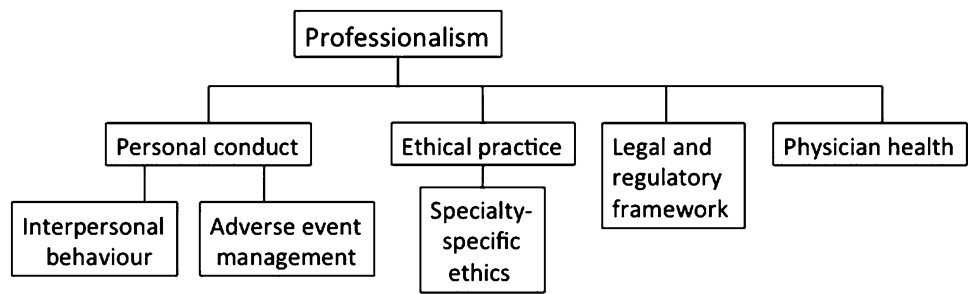 Professionalism
Personal conduct
Ethical practice
Legal and
regulatory
framework
Physician health
Interpersonal
behaviour
Adverse event
management
Specialty-
specific
ethics